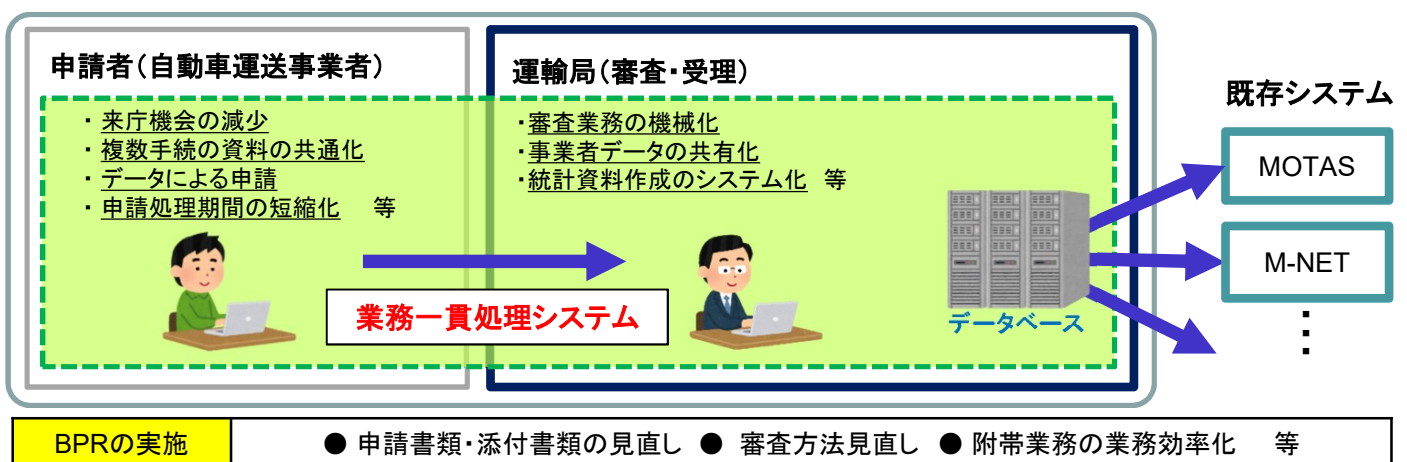 申請者(自動車運送事業者)
・ 来庁機会の減少
・ 複数手続の資料の共通化
・ データによる申請
・ 申請処理期間の短縮化　等
運輸局(審査・受理)
・審査業務の機械化
・事業者データの共有化
・統計資料作成のシステム化　等
業務一貫処理システム
データベース
既存システム
MOTAS
M-NET
⋮
BPRの実施
● 申請書類・添付書類の見直し ● 審査方法見直し ● 附帯業務の業務効率化　等